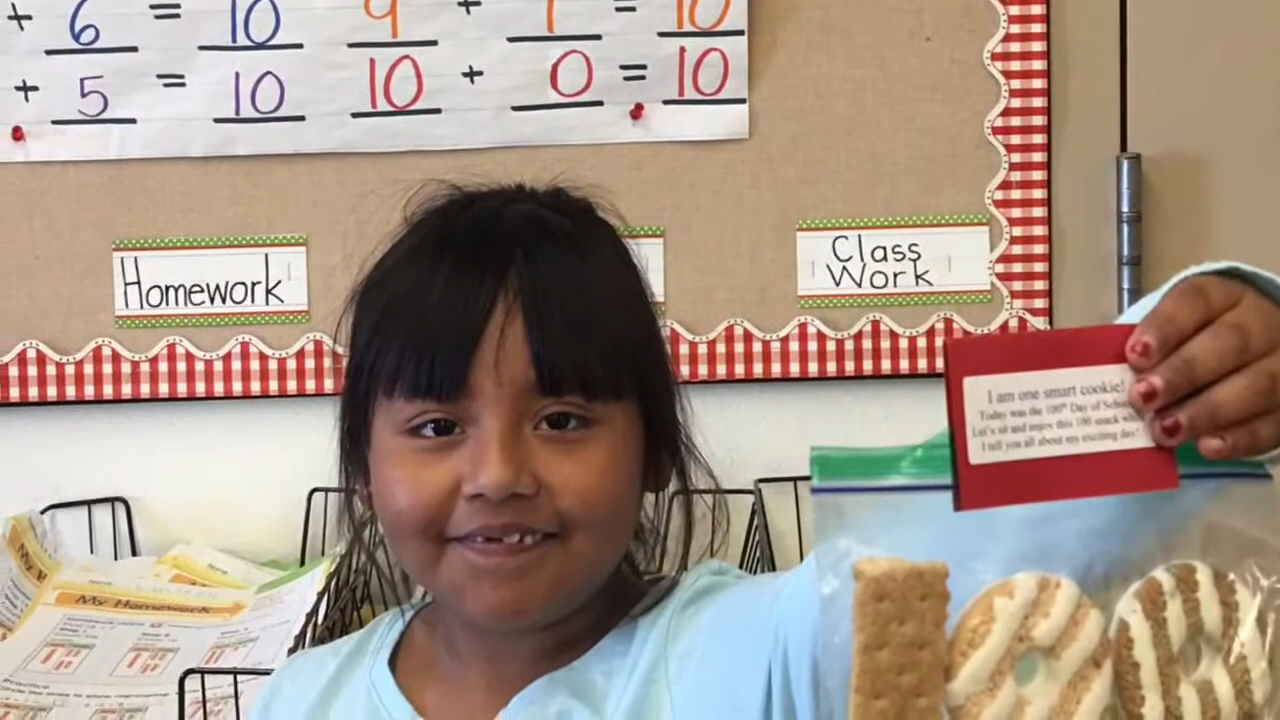 + 6 = 10 9 + 1 = 10
+ 5 = 10 10 + 0 = 10
Homework
Class
Work
I am one smart cookie!
Today was the 100th Day of
Let's sit and enjoy this 100 snack
I tell you all about my exciting day!
My Homework